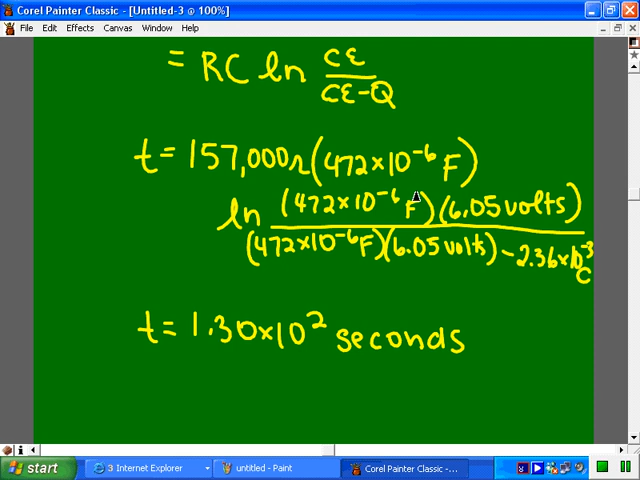 Corel Painter Classic - [Untitled-3 @ 100%]
File Edit Effects Canvas Window Help
= RC ln CE
CE-Q
t = 157,000Ω(472×10⁻⁶ F)
ln (472×10⁻⁶ F)(6.05 volts)
(472×10⁻⁶F)(6.05 volts) - 2.36×10⁻³
C
t = 1.30×10² seconds
start 3 Internet Explorer untitled - Paint Corel Painter Classic -...